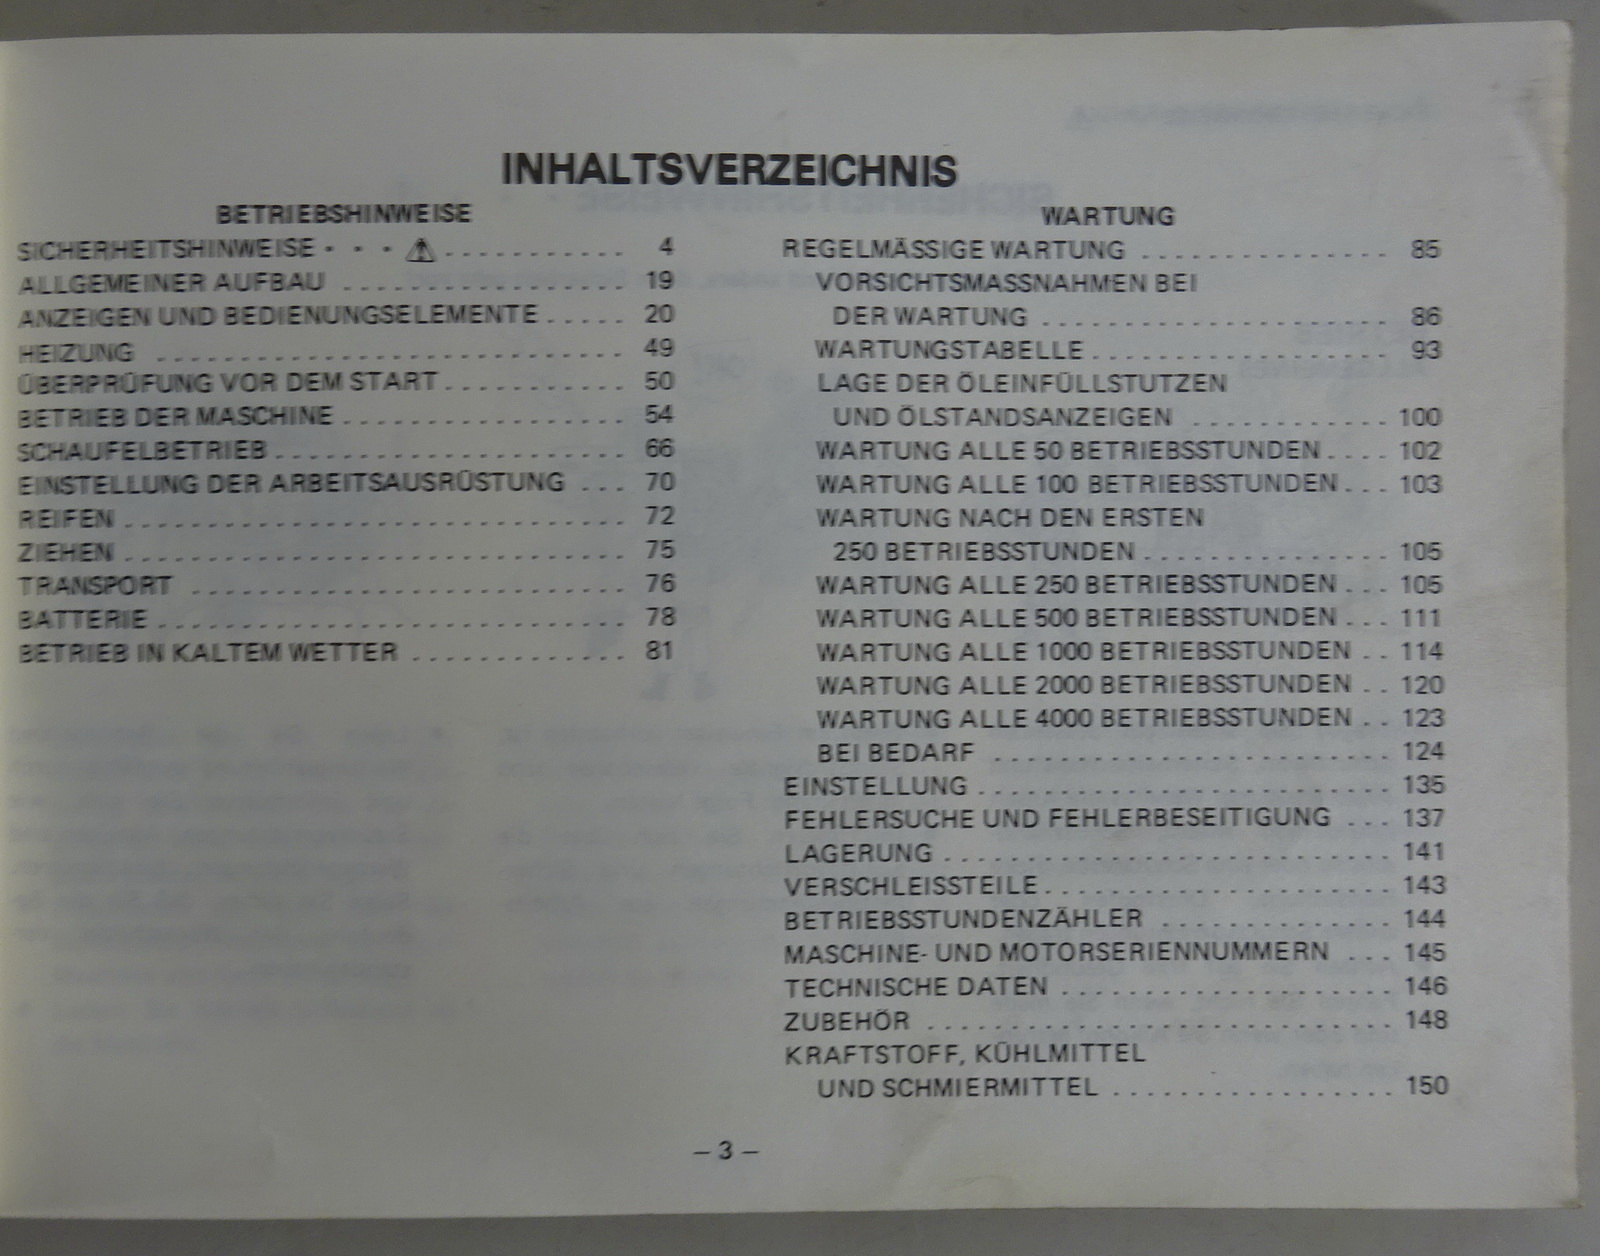 INHALTSVERZEICHNIS
BETRIEBSHINWEISE
SICHERHEITSHINWEISE · · · ⚠ . . . . . . . . . . . 4
ALLGEMEINER AUFBAU . . . . . . . . . . . . . . . . . 19
ANZEIGEN UND BEDIENUNGSELEMENTE . . . . . 20
HEIZUNG . . . . . . . . . . . . . . . . . . . . . . . . . . . . 49
ÜBERPRÜFUNG VOR DEM START . . . . . . . . . . . 50
BETRIEB DER MASCHINE . . . . . . . . . . . . . . . . . 54
SCHAUFELBETRIEB . . . . . . . . . . . . . . . . . . . . . 66
EINSTELLUNG DER ARBEITSAUSRÜSTUNG . . . 70
REIFEN . . . . . . . . . . . . . . . . . . . . . . . . . . . . . . 72
ZIEHEN . . . . . . . . . . . . . . . . . . . . . . . . . . . . . . 75
TRANSPORT . . . . . . . . . . . . . . . . . . . . . . . . . . 76
BATTERIE . . . . . . . . . . . . . . . . . . . . . . . . . . . . 78
BETRIEB IN KALTEM WETTER . . . . . . . . . . . . . 81
WARTUNG
REGELMÄSSIGE WARTUNG . . . . . . . . . . . . . . . 85
VORSICHTSMASSNAHMEN BEI
DER WARTUNG . . . . . . . . . . . . . . . . . . . . . 86
WARTUNGSTABELLE . . . . . . . . . . . . . . . . . . 93
LAGE DER ÖLEINFÜLLSTUTZEN
UND ÖLSTANDSANZEIGEN . . . . . . . . . . . . 100
WARTUNG ALLE 50 BETRIEBSSTUNDEN . . . . 102
WARTUNG ALLE 100 BETRIEBSSTUNDEN . . . 103
WARTUNG NACH DEN ERSTEN
250 BETRIEBSSTUNDEN . . . . . . . . . . . . . . . 105
WARTUNG ALLE 250 BETRIEBSSTUNDEN . . . 105
WARTUNG ALLE 500 BETRIEBSSTUNDEN . . . 111
WARTUNG ALLE 1000 BETRIEBSSTUNDEN . . 114
WARTUNG ALLE 2000 BETRIEBSSTUNDEN . . 120
WARTUNG ALLE 4000 BETRIEBSSTUNDEN . . 123
BEI BEDARF . . . . . . . . . . . . . . . . . . . . . . . . 124
EINSTELLUNG . . . . . . . . . . . . . . . . . . . . . . . . . 135
FEHLERSUCHE UND FEHLERBESEITIGUNG . . . 137
LAGERUNG . . . . . . . . . . . . . . . . . . . . . . . . . . . 141
VERSCHLEISSTEILE . . . . . . . . . . . . . . . . . . . . . 143
BETRIEBSSTUNDENZÄHLER . . . . . . . . . . . . . . 144
MASCHINE- UND MOTORSERIENNUMMERN . . . 145
TECHNISCHE DATEN . . . . . . . . . . . . . . . . . . . . 146
ZUBEHÖR . . . . . . . . . . . . . . . . . . . . . . . . . . . . 148
KRAFTSTOFF, KÜHLMITTEL
UND SCHMIERMITTEL . . . . . . . . . . . . . . . . . 150
– 3 –